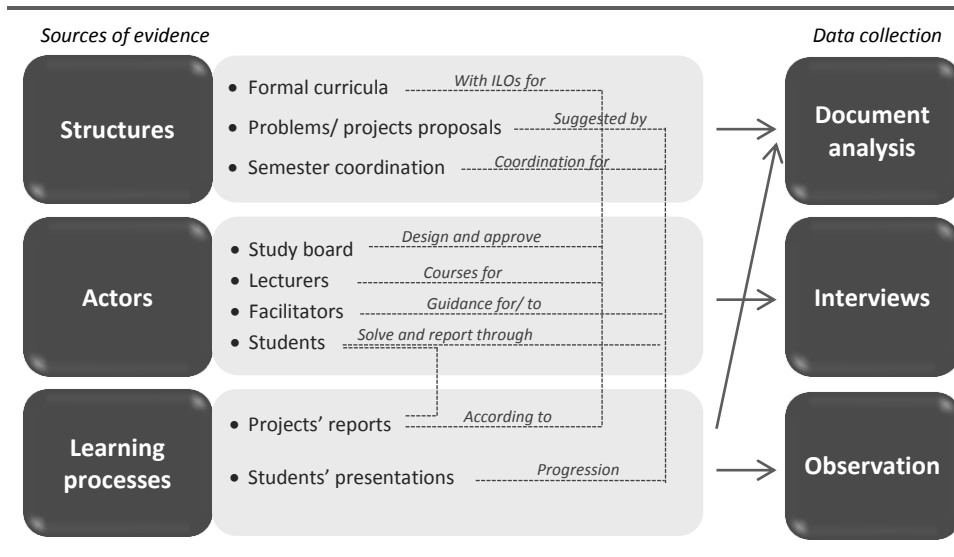 Sources of evidence
Data collection
Structures
• Formal curricula
With ILOs for
• Problems/ projects proposals
Suggested by
• Semester coordination
Coordination for
Document
analysis
Actors
• Study board
Design and approve
• Lecturers
Courses for
• Facilitators
Guidance for/ to
• Students
Solve and report through
Interviews
Learning
processes
• Projects’ reports
According to
• Students’ presentations
Progression
Observation